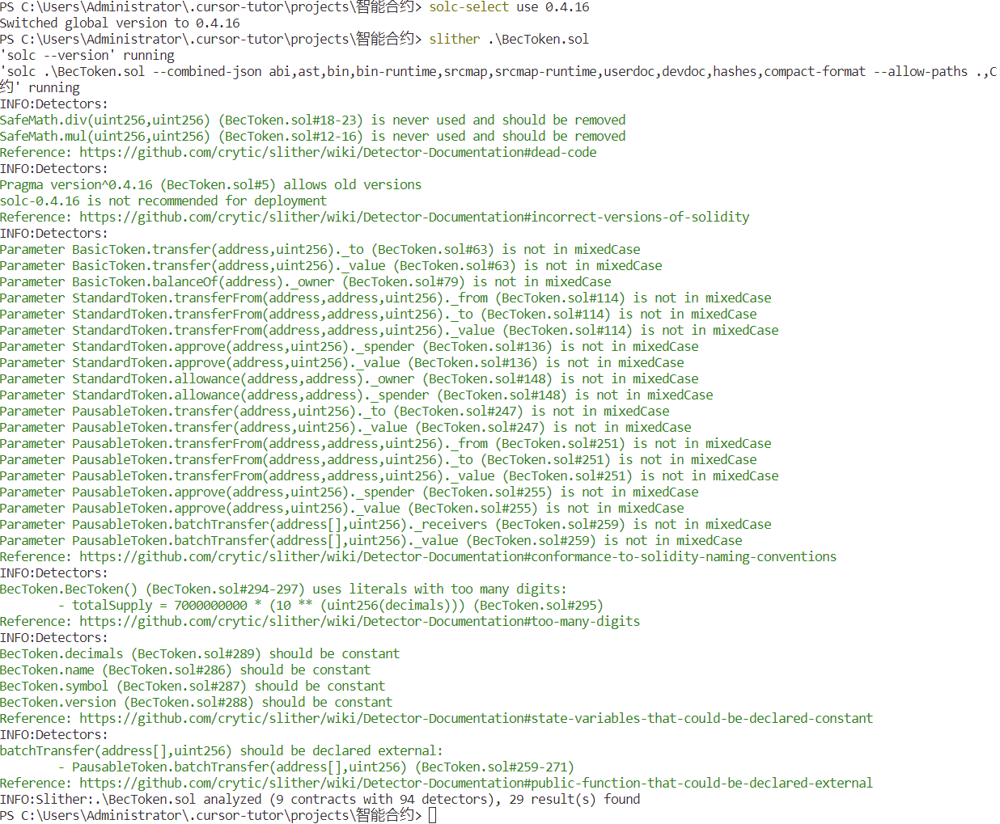 PS C:\Users\Administrator\.cursor-tutor\projects\智能合约> solc-select use 0.4.16
Switched global version to 0.4.16
PS C:\Users\Administrator\.cursor-tutor\projects\智能合约> slither .\BecToken.sol
'solc --version' running
'solc .\BecToken.sol --combined-json abi,ast,bin,bin-runtime,srcmap,srcmap-runtime,userdoc,devdoc,hashes,compact-format --allow-paths .,C:
约' running
INFO:Detectors:
SafeMath.div(uint256,uint256) (BecToken.sol#18-23) is never used and should be removed
SafeMath.mul(uint256,uint256) (BecToken.sol#12-16) is never used and should be removed
Reference: https://github.com/crytic/slither/wiki/Detector-Documentation#dead-code
INFO:Detectors:
Pragma version^0.4.16 (BecToken.sol#5) allows old versions
solc-0.4.16 is not recommended for deployment
Reference: https://github.com/crytic/slither/wiki/Detector-Documentation#incorrect-versions-of-solidity
INFO:Detectors:
Parameter BasicToken.transfer(address,uint256)._to (BecToken.sol#63) is not in mixedCase
Parameter BasicToken.transfer(address,uint256)._value (BecToken.sol#63) is not in mixedCase
Parameter BasicToken.balanceOf(address)._owner (BecToken.sol#79) is not in mixedCase
Parameter StandardToken.transferFrom(address,address,uint256)._from (BecToken.sol#114) is not in mixedCase
Parameter StandardToken.transferFrom(address,address,uint256)._to (BecToken.sol#114) is not in mixedCase
Parameter StandardToken.transferFrom(address,address,uint256)._value (BecToken.sol#114) is not in mixedCase
Parameter StandardToken.approve(address,uint256)._spender (BecToken.sol#136) is not in mixedCase
Parameter StandardToken.approve(address,uint256)._value (BecToken.sol#136) is not in mixedCase
Parameter StandardToken.allowance(address,address)._owner (BecToken.sol#148) is not in mixedCase
Parameter StandardToken.allowance(address,address)._spender (BecToken.sol#148) is not in mixedCase
Parameter PausableToken.transfer(address,uint256)._to (BecToken.sol#247) is not in mixedCase
Parameter PausableToken.transfer(address,uint256)._value (BecToken.sol#247) is not in mixedCase
Parameter PausableToken.transferFrom(address,address,uint256)._from (BecToken.sol#251) is not in mixedCase
Parameter PausableToken.transferFrom(address,address,uint256)._to (BecToken.sol#251) is not in mixedCase
Parameter PausableToken.transferFrom(address,address,uint256)._value (BecToken.sol#251) is not in mixedCase
Parameter PausableToken.approve(address,uint256)._spender (BecToken.sol#255) is not in mixedCase
Parameter PausableToken.approve(address,uint256)._value (BecToken.sol#255) is not in mixedCase
Parameter PausableToken.batchTransfer(address[],uint256)._receivers (BecToken.sol#259) is not in mixedCase
Parameter PausableToken.batchTransfer(address[],uint256)._value (BecToken.sol#259) is not in mixedCase
Reference: https://github.com/crytic/slither/wiki/Detector-Documentation#conformance-to-solidity-naming-conventions
INFO:Detectors:
BecToken.BecToken() (BecToken.sol#294-297) uses literals with too many digits:
- totalSupply = 7000000000 * (10 ** (uint256(decimals))) (BecToken.sol#295)
Reference: https://github.com/crytic/slither/wiki/Detector-Documentation#too-many-digits
INFO:Detectors:
BecToken.decimals (BecToken.sol#289) should be constant
BecToken.name (BecToken.sol#286) should be constant
BecToken.symbol (BecToken.sol#287) should be constant
BecToken.version (BecToken.sol#288) should be constant
Reference: https://github.com/crytic/slither/wiki/Detector-Documentation#state-variables-that-could-be-declared-constant
INFO:Detectors:
batchTransfer(address[],uint256) should be declared external:
- PausableToken.batchTransfer(address[],uint256) (BecToken.sol#259-271)
Reference: https://github.com/crytic/slither/wiki/Detector-Documentation#public-function-that-could-be-declared-external
INFO:Slither:.\BecToken.sol analyzed (9 contracts with 94 detectors), 29 result(s) found
PS C:\Users\Administrator\.cursor-tutor\projects\智能合约>